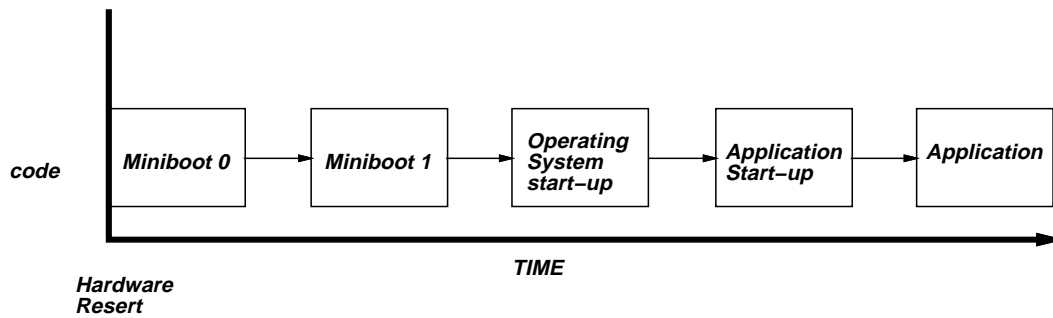 code
Miniboot 0
Miniboot 1
Operating
System
start–up
Application
Start–up
Application
TIME
Hardware
Resert